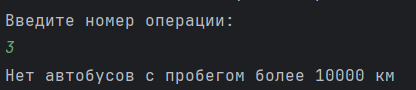 Введите номер операции:
3
Нет автобусов с пробегом более 10000 км